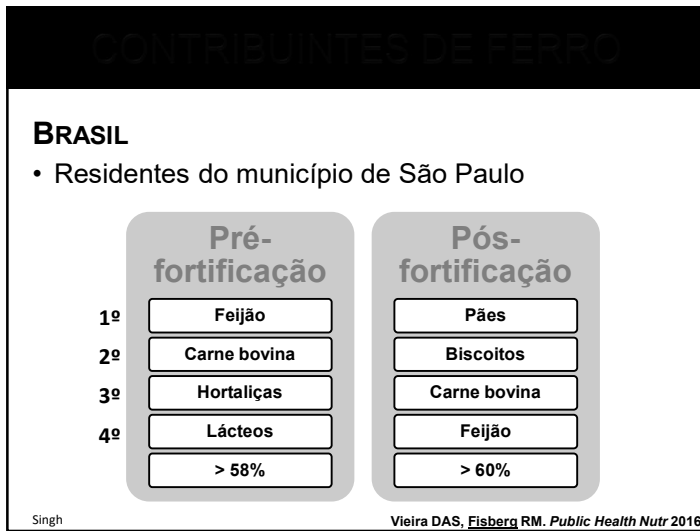 CONTRIBUINTES DE FERRO
BRASIL
• Residentes do município de São Paulo
Pré-
fortificação
Pós-
fortificação
1º Feijão Pães
2º Carne bovina Biscoitos
3º Hortaliças Carne bovina
4º Lácteos Feijão
> 58% > 60%
Singh
Vieira DAS, Fisberg RM. Public Health Nutr 2016